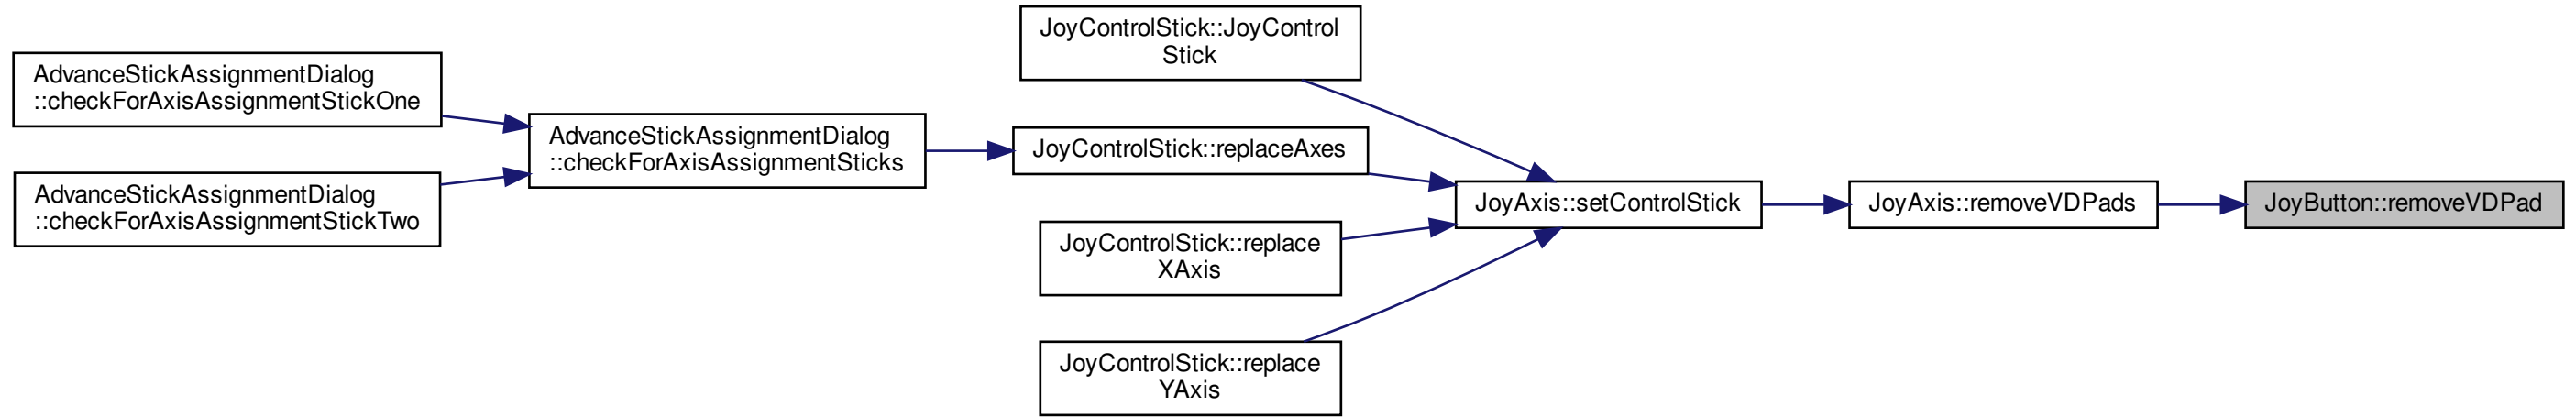 AdvanceStickAssignmentDialog
::checkForAxisAssignmentStickOne
AdvanceStickAssignmentDialog
::checkForAxisAssignmentStickTwo
AdvanceStickAssignmentDialog
::checkForAxisAssignmentSticks
JoyControlStick::JoyControl
Stick
JoyControlStick::replaceAxes
JoyControlStick::replace
XAxis
JoyControlStick::replace
YAxis
JoyAxis::setControlStick
JoyAxis::removeVDPads
JoyButton::removeVDPad